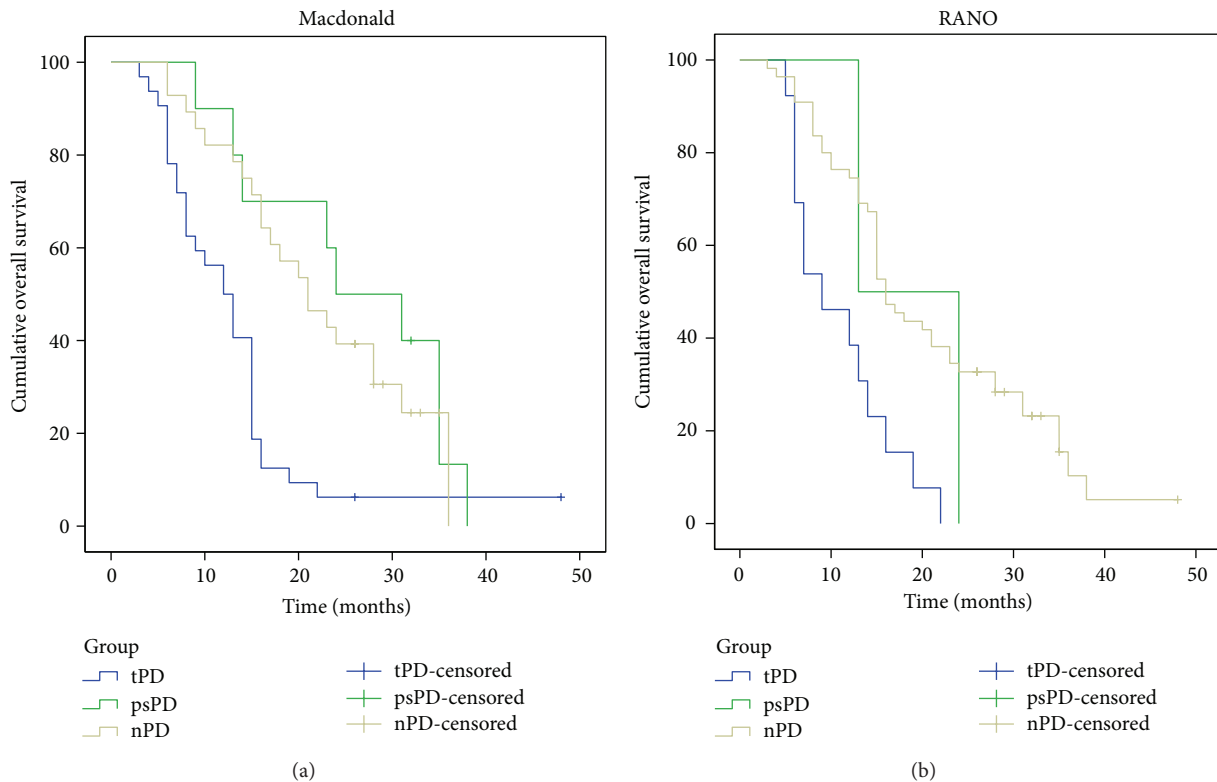 Macdonald
100
80
60
40
20
0
Cumulative overall survival
0 10 20 30 40 50
Time (months)
Group
tPD
psPD
nPD
tPD-censored
psPD-censored
nPD-censored
(a)
RANO
100
80
60
40
20
0
Cumulative overall survival
0 10 20 30 40 50
Time (months)
Group
tPD
psPD
nPD
tPD-censored
psPD-censored
nPD-censored
(b)